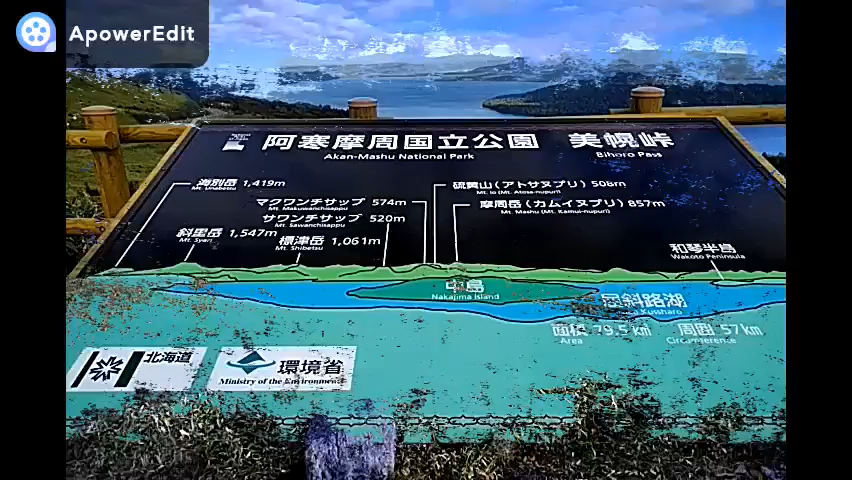 ApowerEdit
阿寒摩周国立公園 美幌峠
Akan-Mashu National Park Bihoro Pass
海別岳 1,419m
Mt. Unabetsu
マクワンチサップ 574m
Mt. Makuwanchisappu
サワンチサップ 520m
Mt. Sawanchisappu
斜里岳 1,547m
Mt. Syari
標津岳 1,061m
Mt. Shibetsu
硫黄山(アトサヌプリ) 508m
Mt. Io (Mt. Atosa-nupuri)
摩周岳(カムイヌプリ) 857m
Mt. Mashu (Mt. Kamui-nupuri)
和琴半島
Wakoto Peninsula
中島
Nakajima Island
屈斜路湖
Kussharo
面積 79.5㎢ 周囲 57km
Area Circumference
北海道
環境省
Ministry of the Environment